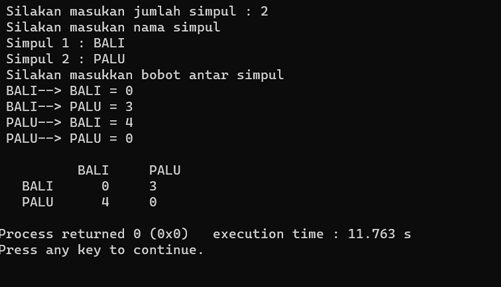 Silakan masukan jumlah simpul : 2
Silakan masukan nama simpul
Simpul 1 : BALI
Simpul 2 : PALU
Silakan masukkan bobot antar simpul
BALI--> BALI = 0
BALI--> PALU = 3
PALU--> BALI = 4
PALU--> PALU = 0
BALI PALU
BALI 0 3
PALU 4 0
Process returned 0 (0x0) execution time : 11.763 s
Press any key to continue.